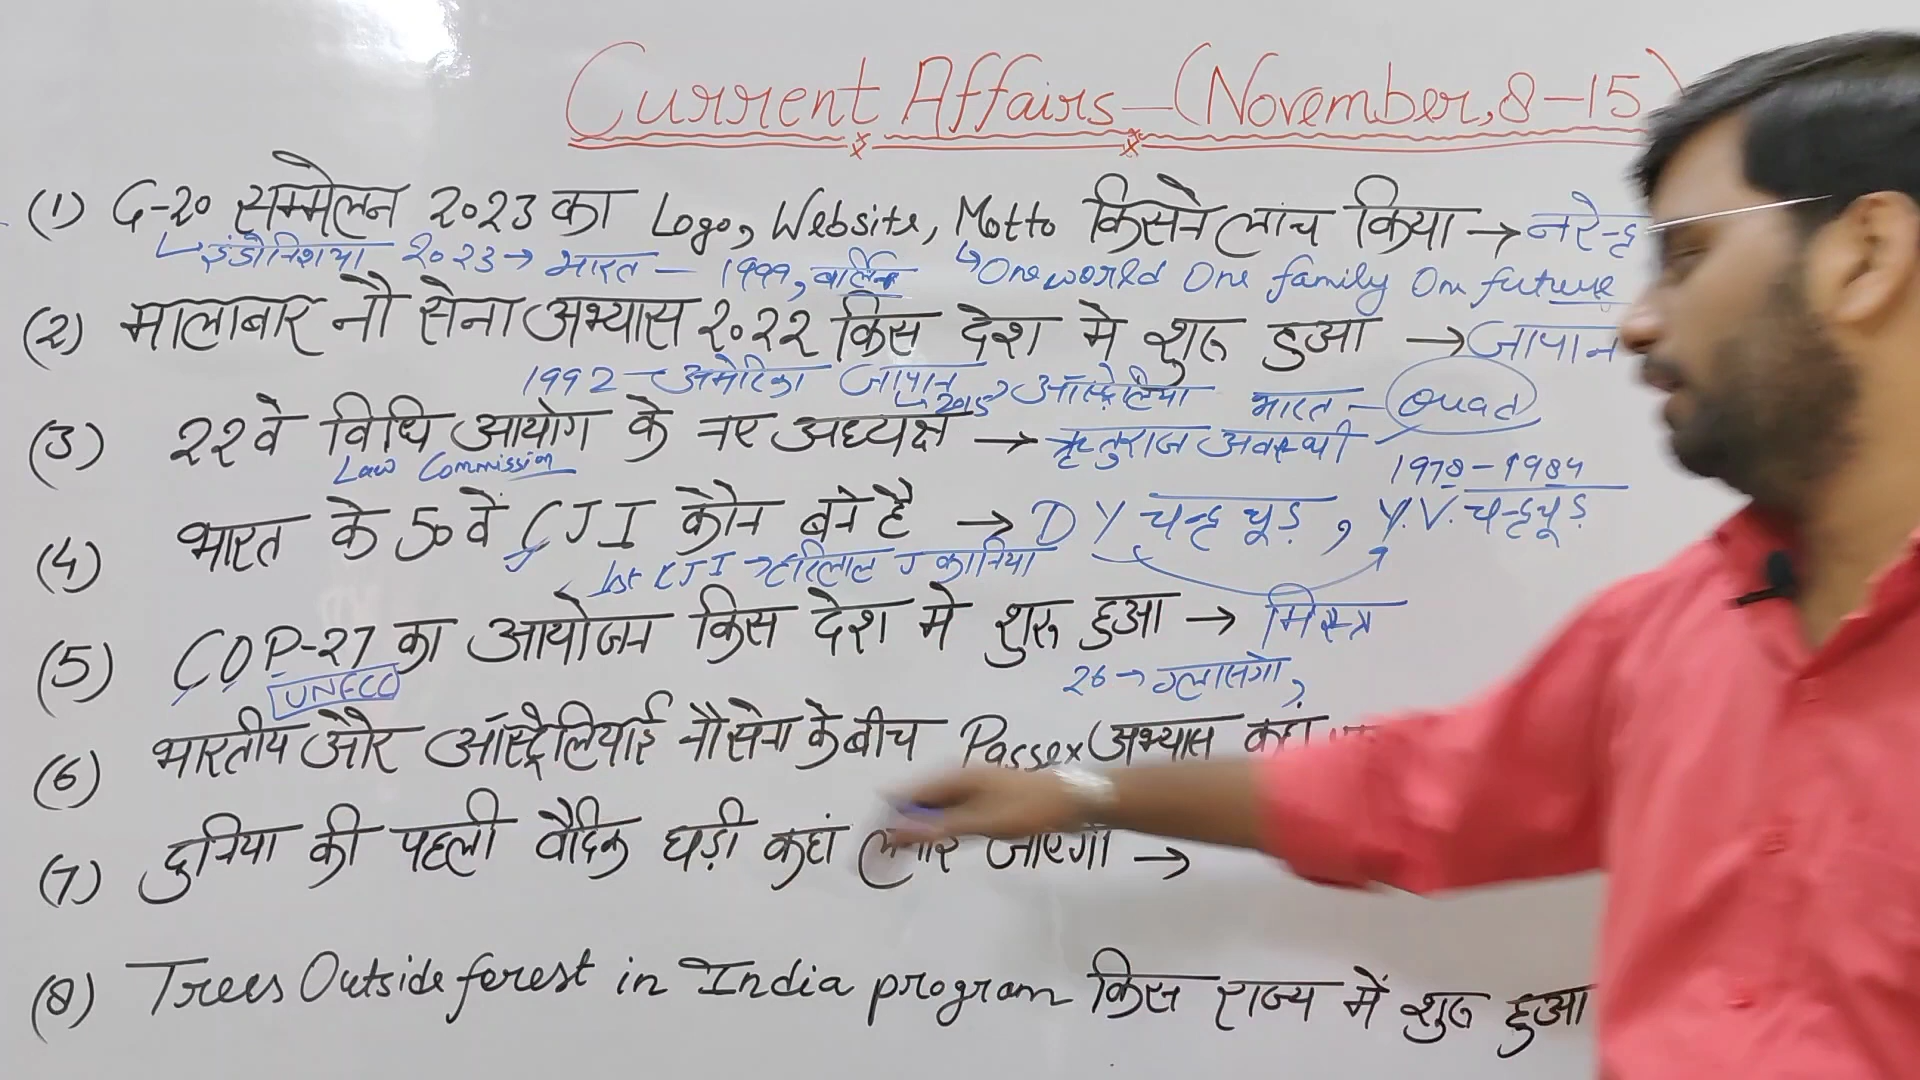 Current Affairs – (November, 8-15)
(1) G-20 सम्मेलन 2023 का Logo, Website, Motto किसने लांच किया → नरेन्द्र
↳ इंडोनेशिया 2023 → भारत – 1999, बर्लिन ↳ One world One family One future
(2) मालाबार नौ सेना अभ्यास 2022 किस देश मे शुरू हुआ → जापान
1992 – अमेरिका जापान, ऑस्ट्रेलिया भारत – Quad
↳ 2015
(3) 22 वे विधि आयोग के नए अध्यक्ष → ऋतुराज अवस्थी
Law Commission
1978 – 1984
(4) भारत के 50 वें CJI कौन बने है → DY चन्द्रचूड़, Y.V. चन्द्रचूड़
1st CJI → हरिलाल J कानिया
(5) COP-27 का आयोजन किस देश मे शुरू हुआ → मिस्त्र
UNFCC 26 → ग्लासगो,
(6) भारतीय और ऑस्ट्रेलियाई नौसेना के बीच Passex अभ्यास कहां
(7) दुनिया की पहली वैदिक घड़ी कहां जाएगी →
(8) Trees Outside forest in India program किस राज्य में शुरू हुआ